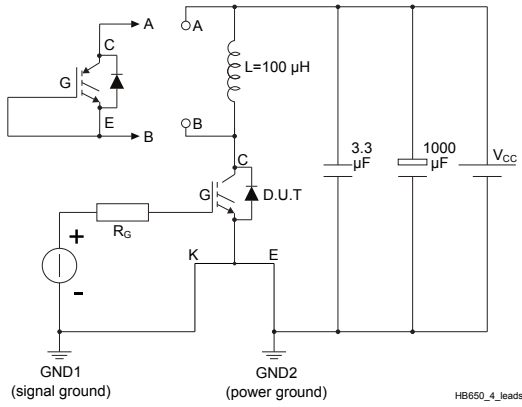 A
A
C
L=100 µH
G
E
B
B
3.3
µF
1000
µF
VCC
C
G
D.U.T
RG
+
-
K
E
GND1
(signal ground)
GND2
(power ground)
HB650_4_leads